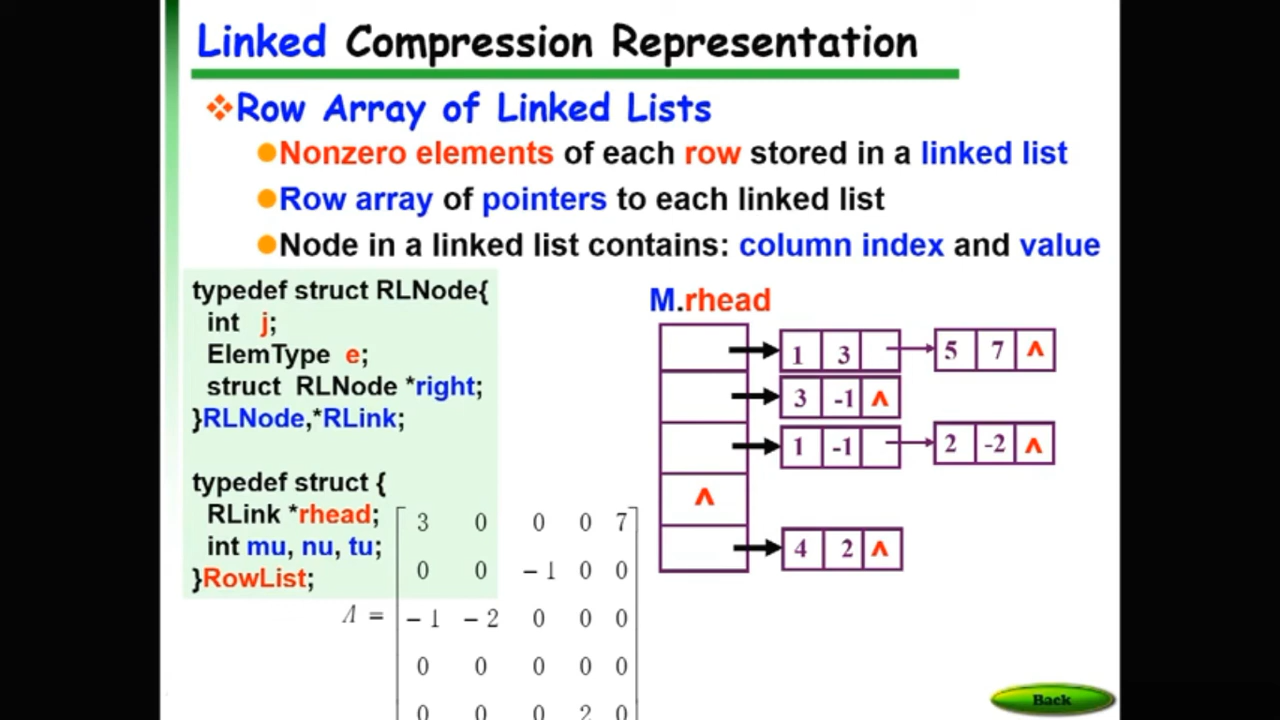 Linked Compression Representation
Row Array of Linked Lists
Nonzero elements of each row stored in a linked list
Row array of pointers to each linked list
Node in a linked list contains: column index and value
typedef struct RLNode{
int j;
ElemType e;
struct RLNode *right;
}RLNode,*RLink;
typedef struct {
RLink *rhead;
int mu, nu, tu;
}RowList;
A =
3 0 0 0 7
0 0 -1 0 0
-1 -2 0 0 0
0 0 0 0 0
0 0 0 2 0
M.rhead
1 3 5 7 ∧
3 -1 ∧
1 -1 2 -2 ∧
∧
4 2 ∧
Back